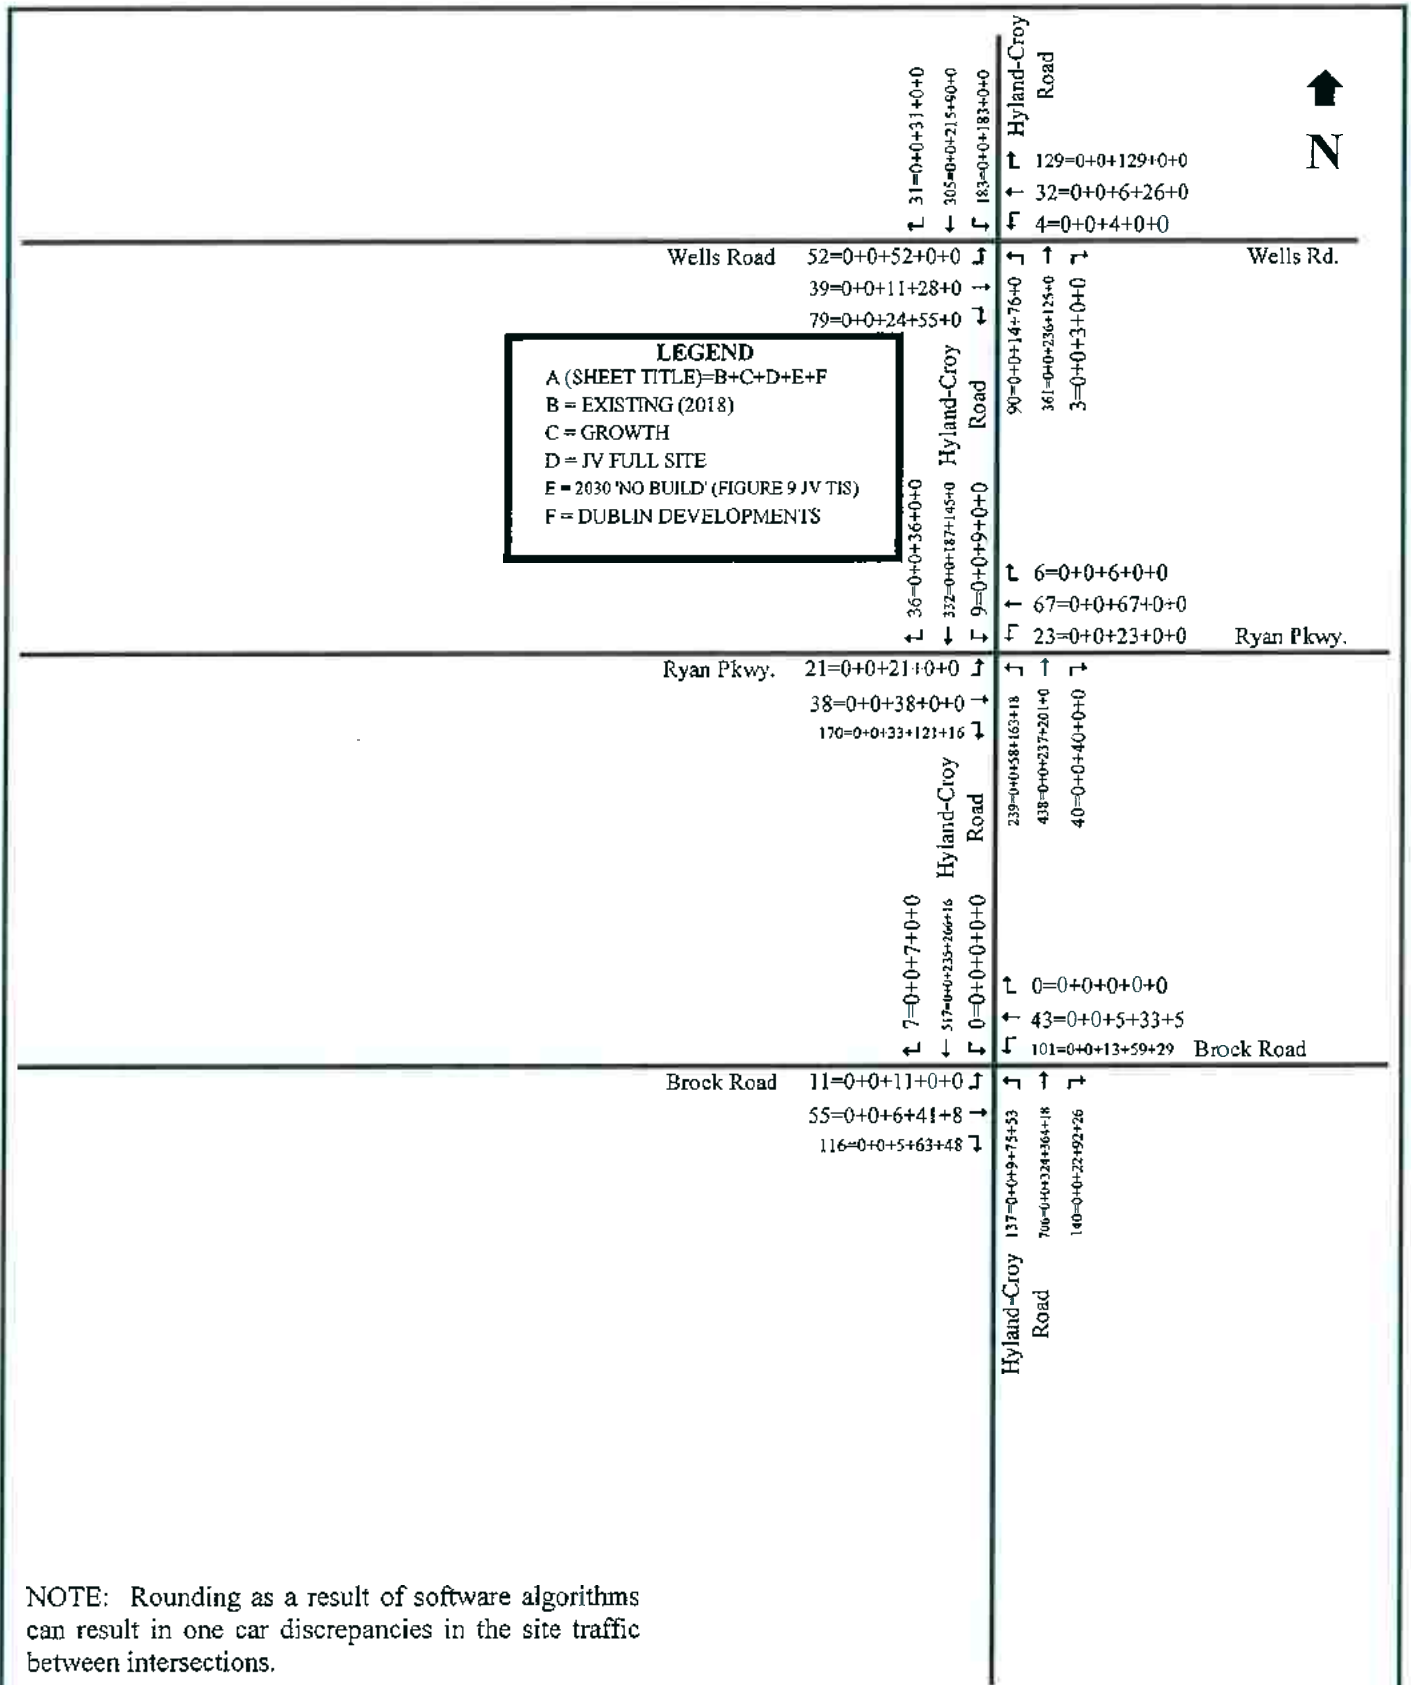 Hyland-Croy
Road
N
31=0+0+31+0+0
305=0+0+215+90+0
183=0+0+183+0+0
129=0+0+129+0+0
32=0+0+6+26+0
4=0+0+4+0+0
Wells Road
52=0+0+52+0+0
39=0+0+11+28+0
79=0+0+24+55+0
Wells Rd.
90=0+0+14+76+0
361=0+0+236+125+0
3=0+0+3+0+0
LEGEND
A (SHEET TITLE)=B+C+D+E+F
B = EXISTING (2018)
C = GROWTH
D = JV FULL SITE
E = 2030 'NO BUILD' (FIGURE 9 JV TIS)
F = DUBLIN DEVELOPMENTS
Hyland-Croy
Road
36=0+0+36+0+0
332=0+0+187+145+0
9=0+0+9+0+0
6=0+0+6+0+0
67=0+0+67+0+0
23=0+0+23+0+0
Ryan Pkwy.
Ryan Pkwy.
21=0+0+21+0+0
38=0+0+38+0+0
170=0+0+33+121+16
239=0+0+58+163+18
438=0+0+237+201+0
40=0+0+40+0+0
Hyland-Croy
Road
7=0+0+7+0+0
517=0+0+235+266+16
0=0+0+0+0+0
0=0+0+0+0+0
43=0+0+5+33+5
101=0+0+13+59+29
Brock Road
Brock Road
11=0+0+11+0+0
55=0+0+6+41+8
116=0+0+5+63+48
137=0+0+9+75+53
706=0+0+324+364+18
140=0+0+22+92+26
Hyland-Croy
Road
NOTE: Rounding as a result of software algorithms
can result in one car discrepancies in the site traffic
between intersections.